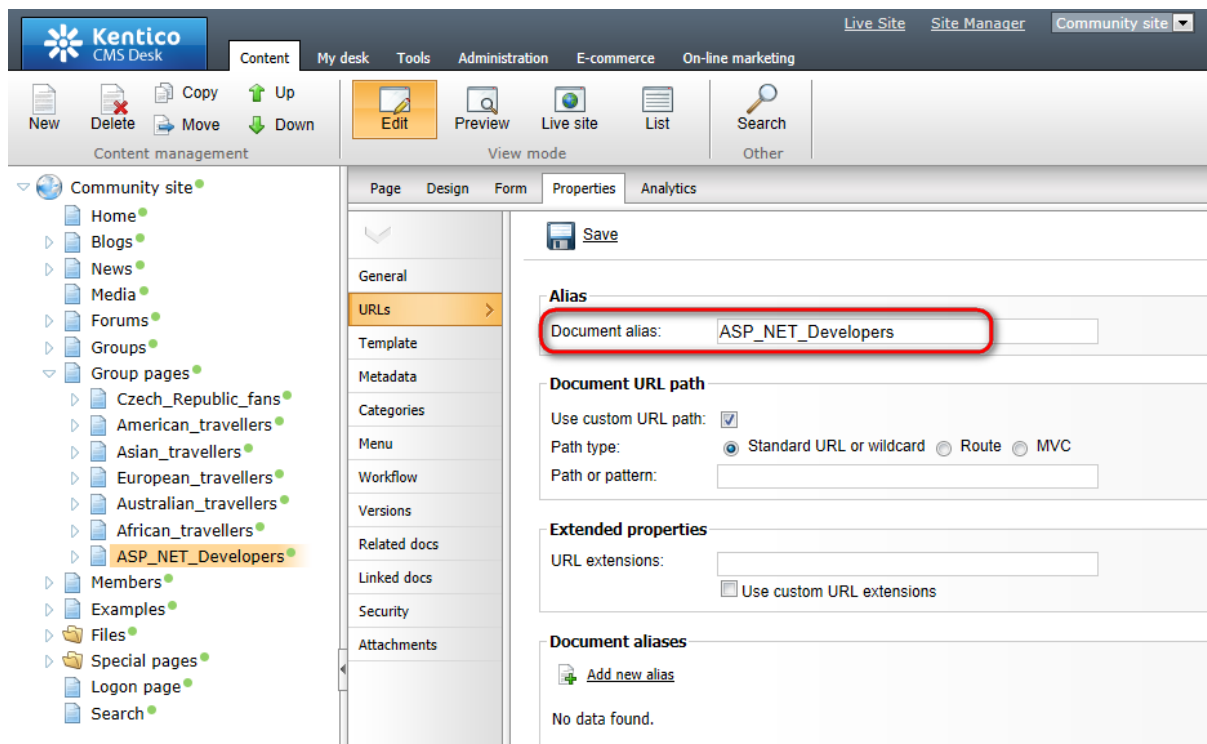 Live Site Site Manager Community site
Kentico
CMS Desk
Content My desk Tools Administration E-commerce On-line marketing
New Delete Copy Move Up Down
Content management
Edit Preview Live site List
View mode
Search
Other
Community site
Home
Blogs
News
Media
Forums
Groups
Group pages
Czech_Republic_fans
American_travellers
Asian_travellers
European_travellers
Australian_travellers
African_travellers
ASP_NET_Developers
Members
Examples
Files
Special pages
Logon page
Search
Page Design Form Properties Analytics
General
URLs
Template
Metadata
Categories
Menu
Workflow
Versions
Related docs
Linked docs
Security
Attachments
Save
Alias
Document alias: ASP_NET_Developers
Document URL path
Use custom URL path:
Path type: Standard URL or wildcard Route MVC
Path or pattern:
Extended properties
URL extensions:
Use custom URL extensions
Document aliases
Add new alias
No data found.